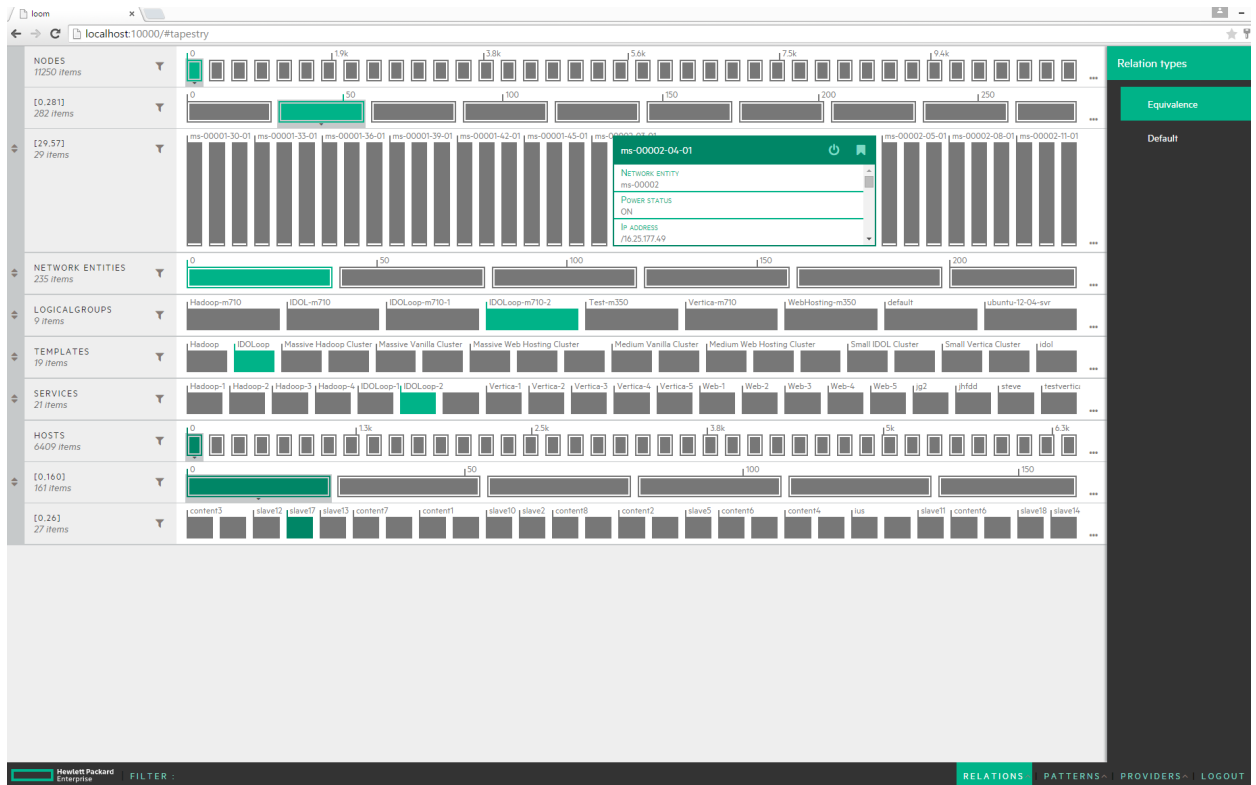 loom
localhost:10000/#tapestry
NODES
11250 items
0 1.9k 3.8k 5.6k 7.5k 9.4k
...
Relation types
[0,281]
282 items
0 50 100 150 200 250
...
Equivalence
Default
[29,57]
29 items
ms-00001-30-01 ms-00001-33-01 ms-00001-36-01 ms-00001-39-01 ms-00001-42-01 ms-00001-45-01 ms-00002-05-01 ms-00002-08-01 ms-00002-11-01
ms-00002-04-01
Network entity
ms-00002
Power status
ON
Ip address
/16.25.177.49
...
NETWORK ENTITIES
235 items
0 50 100 150 200
...
LOGICALGROUPS
9 items
Hadoop-m710 IDOL-m710 IDOLoop-m710-1 IDOLoop-m710-2 Test-m350 Vertica-m710 WebHosting-m350 default ubuntu-12-04-svr
...
TEMPLATES
19 items
Hadoop IDOLoop Massive Hadoop Cluster Massive Vanilla Cluster Massive Web Hosting Cluster Medium Vanilla Cluster Medium Web Hosting Cluster Small IDOL Cluster Small Vertica Cluster idol
...
SERVICES
21 items
Hadoop-1 Hadoop-2 Hadoop-3 Hadoop-4 IDOLoop-1 IDOLoop-2 Vertica-1 Vertica-2 Vertica-3 Vertica-4 Vertica-5 Web-1 Web-2 Web-3 Web-4 Web-5 jg2 jhfdd steve
...
HOSTS
6409 items
0 1.3k 2.5k 3.8k 5k 6.3k
...
[0,160]
161 items
0 50 100 150
...
[0,26]
27 items
content3 slave12 slave17 slave13 content7 content1 slave10 slave2 content8 content2 slave5 content6 content4 ius slave11 content6 slave18 slave14
...
Hewlett Packard
Enterprise
FILTER :
RELATIONS PATTERNS PROVIDERS LOGOUT